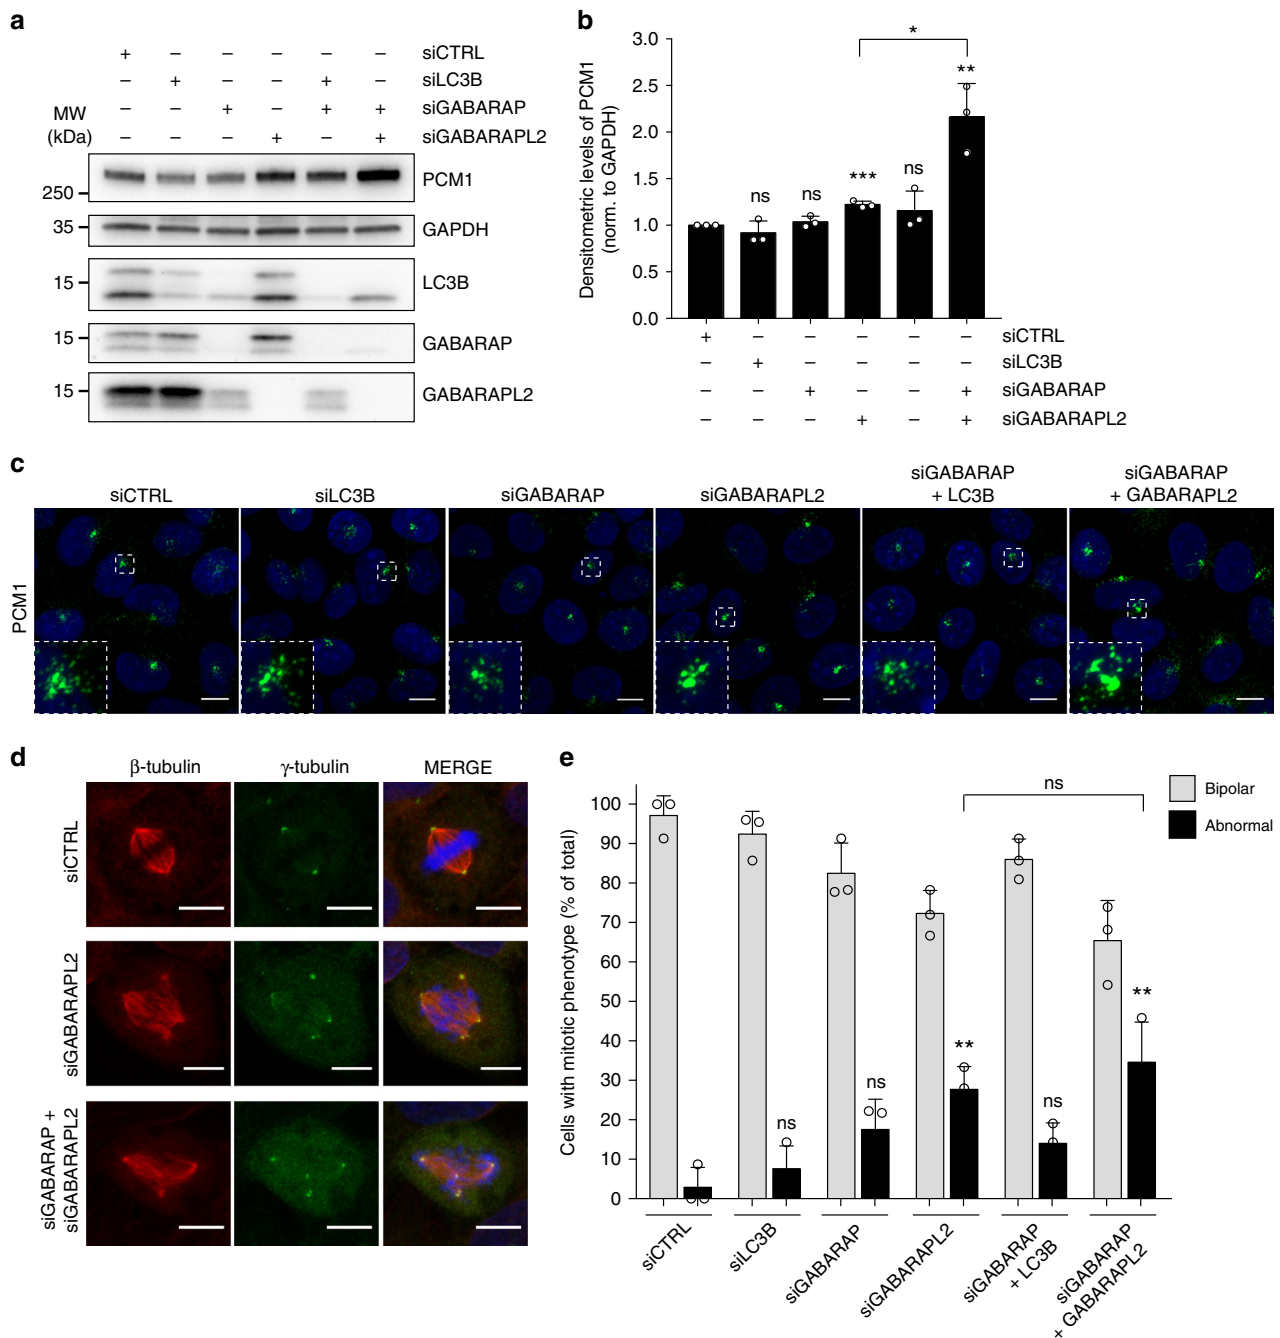 a
+ – – – – – siCTRL
– + – – + – siLC3B
– – + – + + siGABARAP
– – – + – + siGABARAPL2
MW
(kDa)
250
PCM1
35
GAPDH
15
LC3B
15
GABARAP
15
GABARAPL2
b
Densitometric levels of PCM1
(norm. to GAPDH)
3.0
2.5
2.0
1.5
1.0
0.5
0.0
*
ns
ns
***
ns
**
+ – – – – – siCTRL
– + – – – – siLC3B
– – + – – + siGABARAP
– – – + – + siGABARAPL2
c
siCTRL
siLC3B
siGABARAP
siGABARAPL2
siGABARAP
+ LC3B
siGABARAP
+ GABARAPL2
PCM1
d
β-tubulin
γ-tubulin
MERGE
siCTRL
siGABARAPL2
siGABARAP +
siGABARAPL2
e
Cells with mitotic phenotype (% of total)
100
90
80
70
60
50
40
30
20
10
0
ns
ns
**
ns
**
ns
Bipolar
Abnormal
siCTRL
siLC3B
siGABARAP
siGABARAPL2
siGABARAP
+ LC3B
siGABARAP
+ GABARAPL2